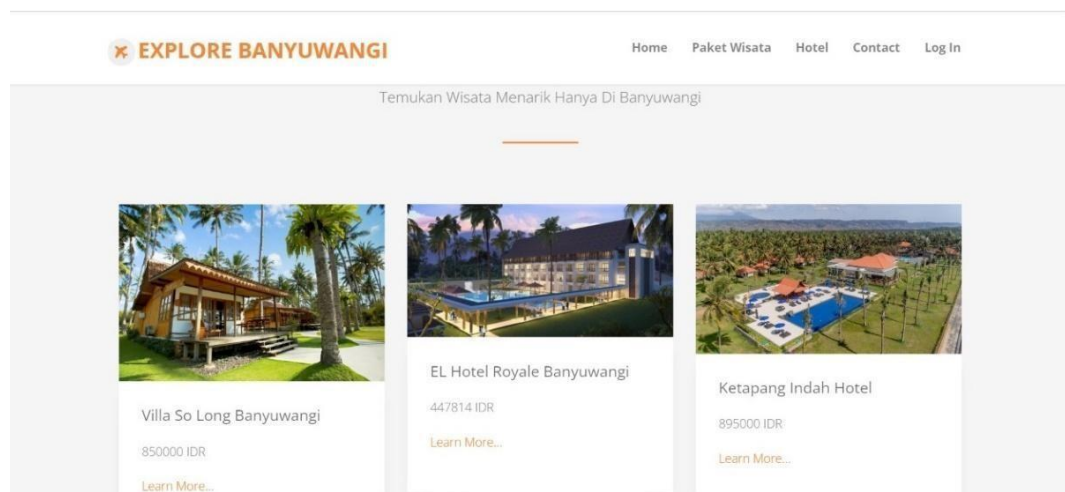 EXPLORE BANYUWANGI
Home Paket Wisata Hotel Contact Log In
Temukan Wisata Menarik Hanya Di Banyuwangi
Villa So Long Banyuwangi
850000 IDR
Learn More...
EL Hotel Royale Banyuwangi
447814 IDR
Learn More...
Ketapang Indah Hotel
895000 IDR
Learn More...